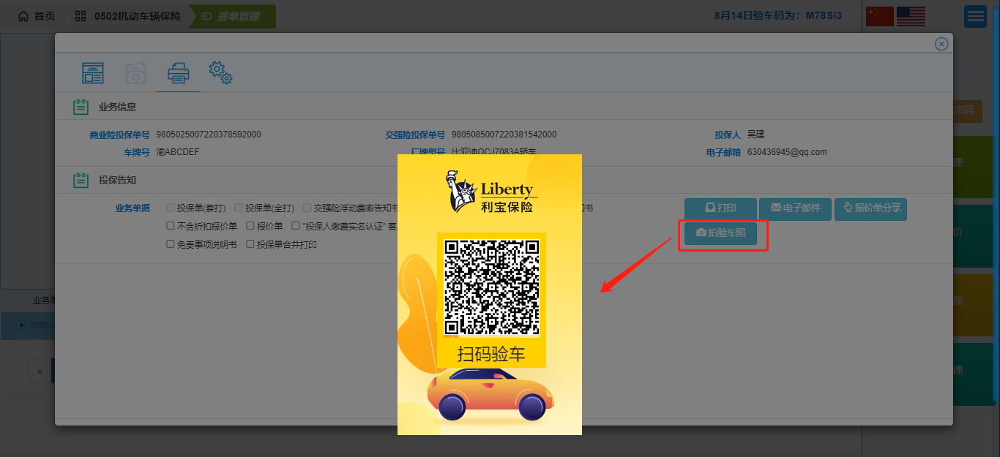 首页
0502机动车辆保险
签单管理
8月14日验车码为：M78SI3
业务信息
商业险投保单号 9805025007220378592000
交强险投保单号 9805085007220381542000
投保人 吴建
车牌号 渝ABCDEF
厂牌型号 比亚迪QCJ7083A轿车
电子邮箱 630436945@qq.com
投保告知
业务单据
投保单(套打)
投保单(全打)
交强险浮动费率告知书
书
不含折扣报价单
报价单
"投保人缴费实名认证" 客
免责事项说明书
投保单合并打印
打印
电子邮件
报价单分享
拍验车照
Liberty
利宝保险
扫码验车
密码
理
价
保
理
业务单
98050
«